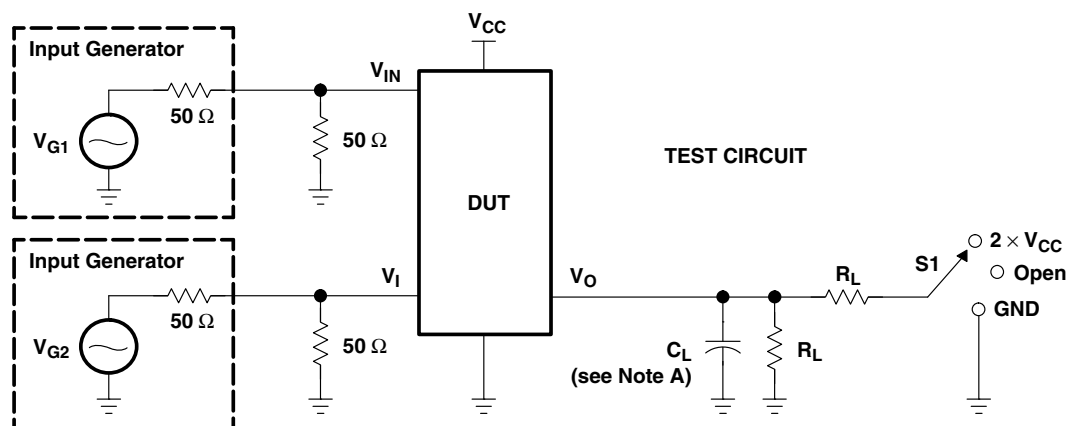 VCC
Input Generator
VIN
50 Ω
50 Ω
VG1
TEST CIRCUIT
DUT
Input Generator
2 × VCC
S1
Open
VI
VO
RL
GND
50 Ω
50 Ω
VG2
CL
RL
(see Note A)